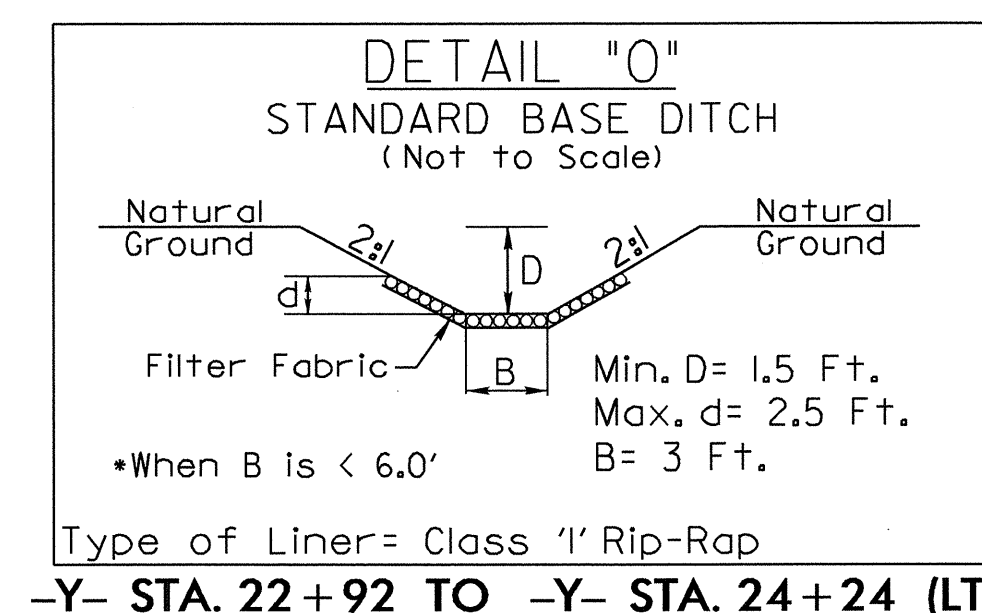 DETAIL "O"
STANDARD BASE DITCH
(Not to Scale)
Natural
Ground
2:1
D
2:1
Natural
Ground
d
Filter Fabric
B
Min. D= 1.5 Ft.
Max. d= 2.5 Ft.
B= 3 Ft.
*When B is < 6.0'
Type of Liner= Class 'I' Rip-Rap
-Y- STA. 22+92 TO -Y- STA. 24+24 (LT